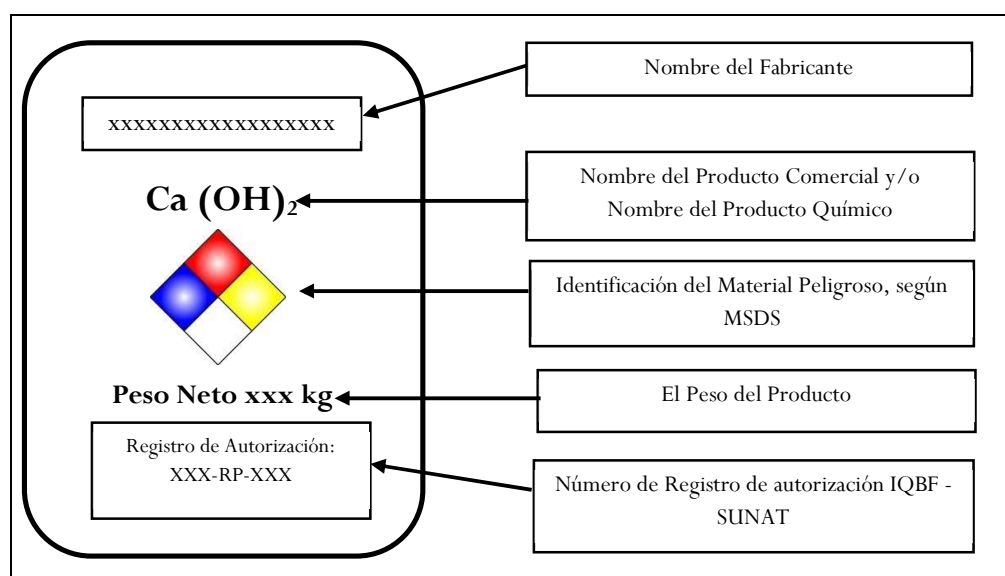 Nombre del Fabricante
xxxxxxxxxxxxxxxxxx
Ca (OH)₂
Nombre del Producto Comercial y/o
Nombre del Producto Químico
Identificación del Material Peligroso, según
MSDS
Peso Neto xxx kg
El Peso del Producto
Registro de Autorización:
XXX-RP-XXX
Número de Registro de autorización IQBF -
SUNAT